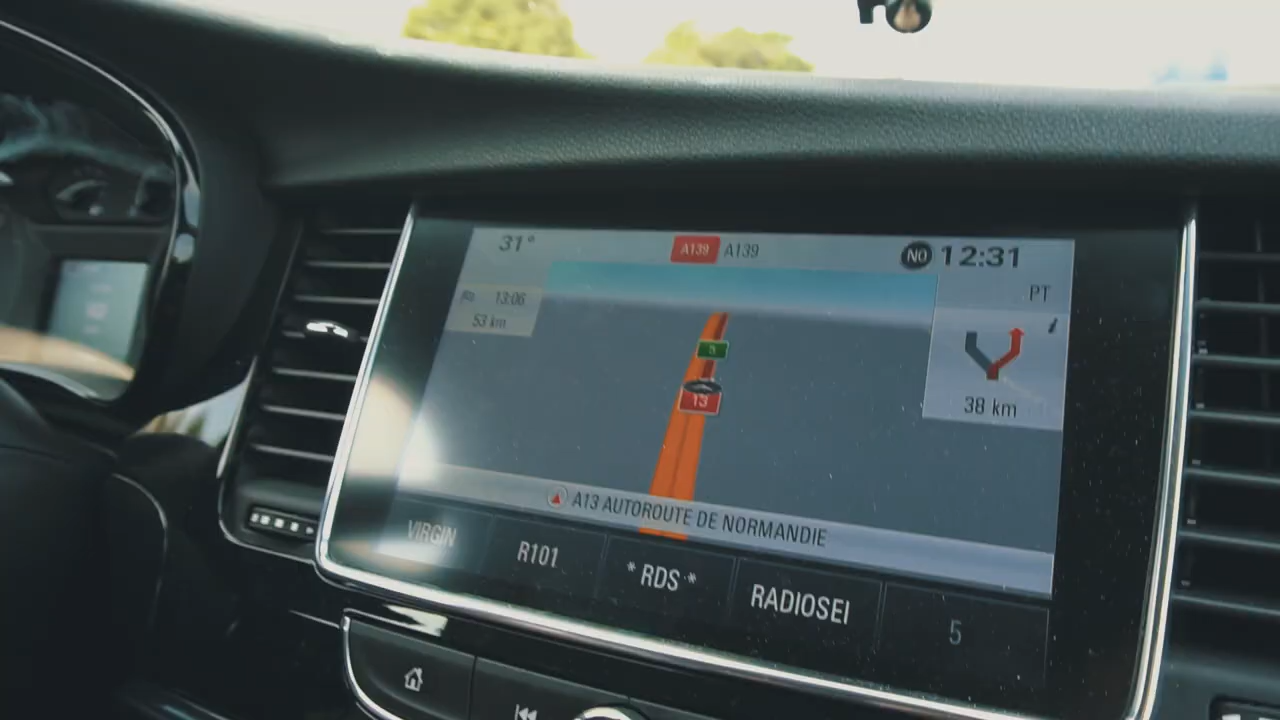 31°
A139 A139
NO 12:31
13:06
53 km
PT
5
13
38 km
A13 AUTOROUTE DE NORMANDIE
VIRGIN R101 *RDS* RADIOSEI 5